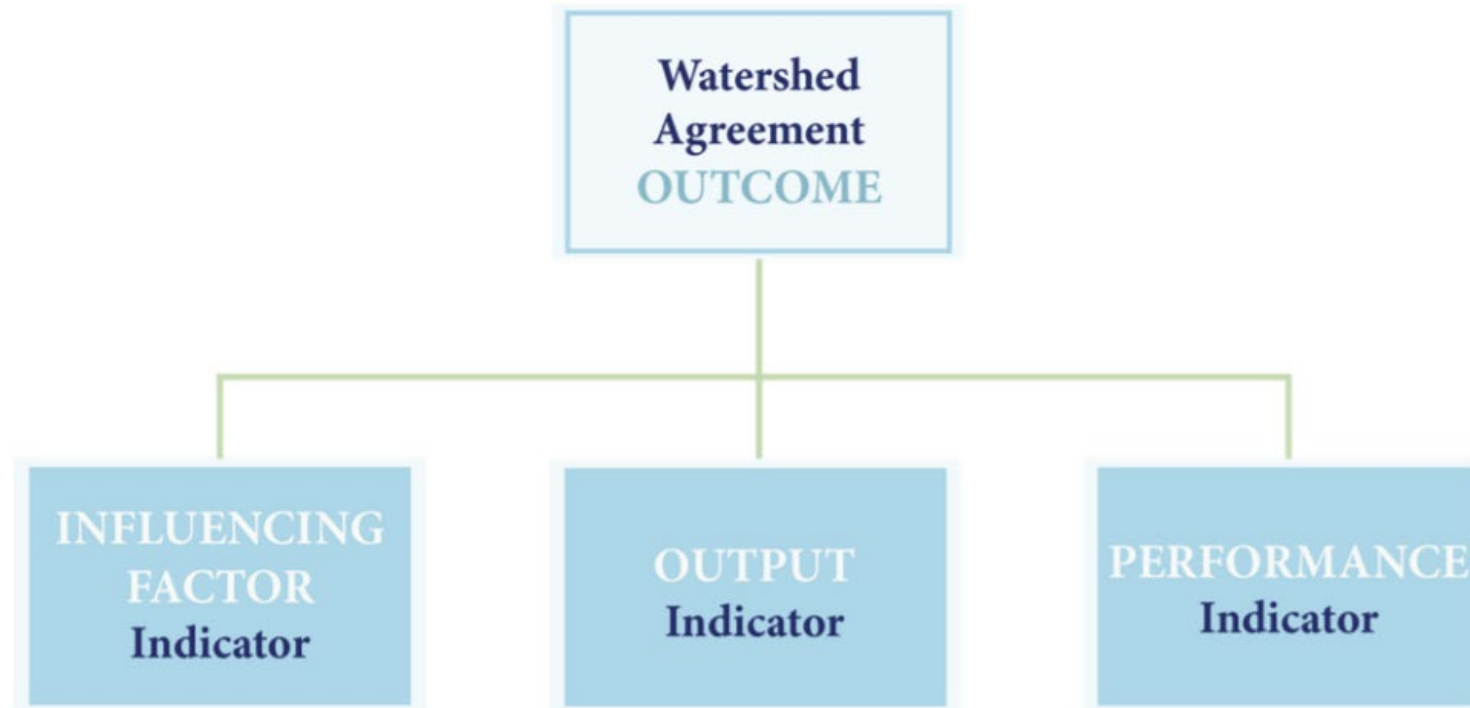 Watershed
Agreement
OUTCOME
INFLUENCING
FACTOR
Indicator
OUTPUT
Indicator
PERFORMANCE
Indicator